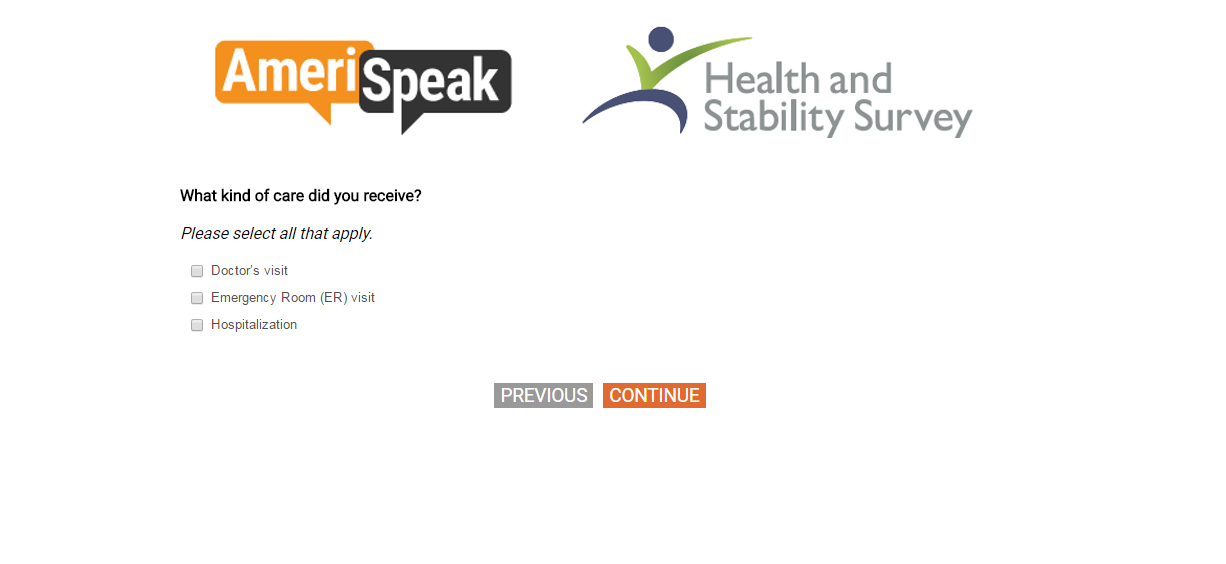 AmeriSpeak
Health and
Stability Survey
What kind of care did you receive?
Please select all that apply.
Doctor's visit
Emergency Room (ER) visit
Hospitalization
PREVIOUS CONTINUE